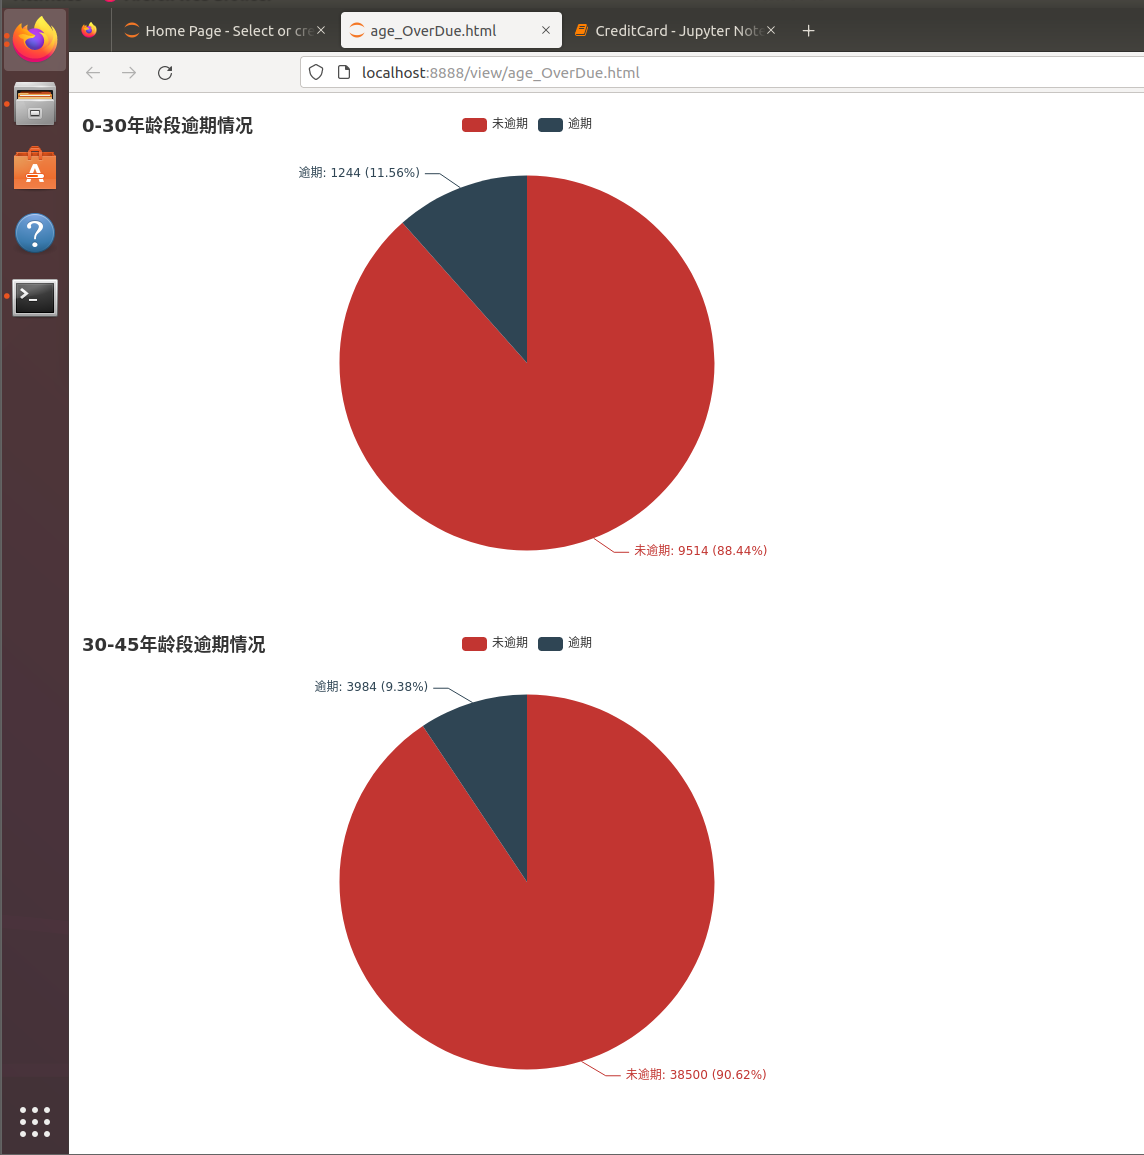 Home Page - Select or cre
age_OverDue.html
CreditCard - Jupyter Note
localhost:8888/view/age_OverDue.html
0-30年龄段逾期情况
未逾期 逾期
逾期: 1244 (11.56%)
未逾期: 9514 (88.44%)
30-45年龄段逾期情况
未逾期 逾期
逾期: 3984 (9.38%)
未逾期: 38500 (90.62%)